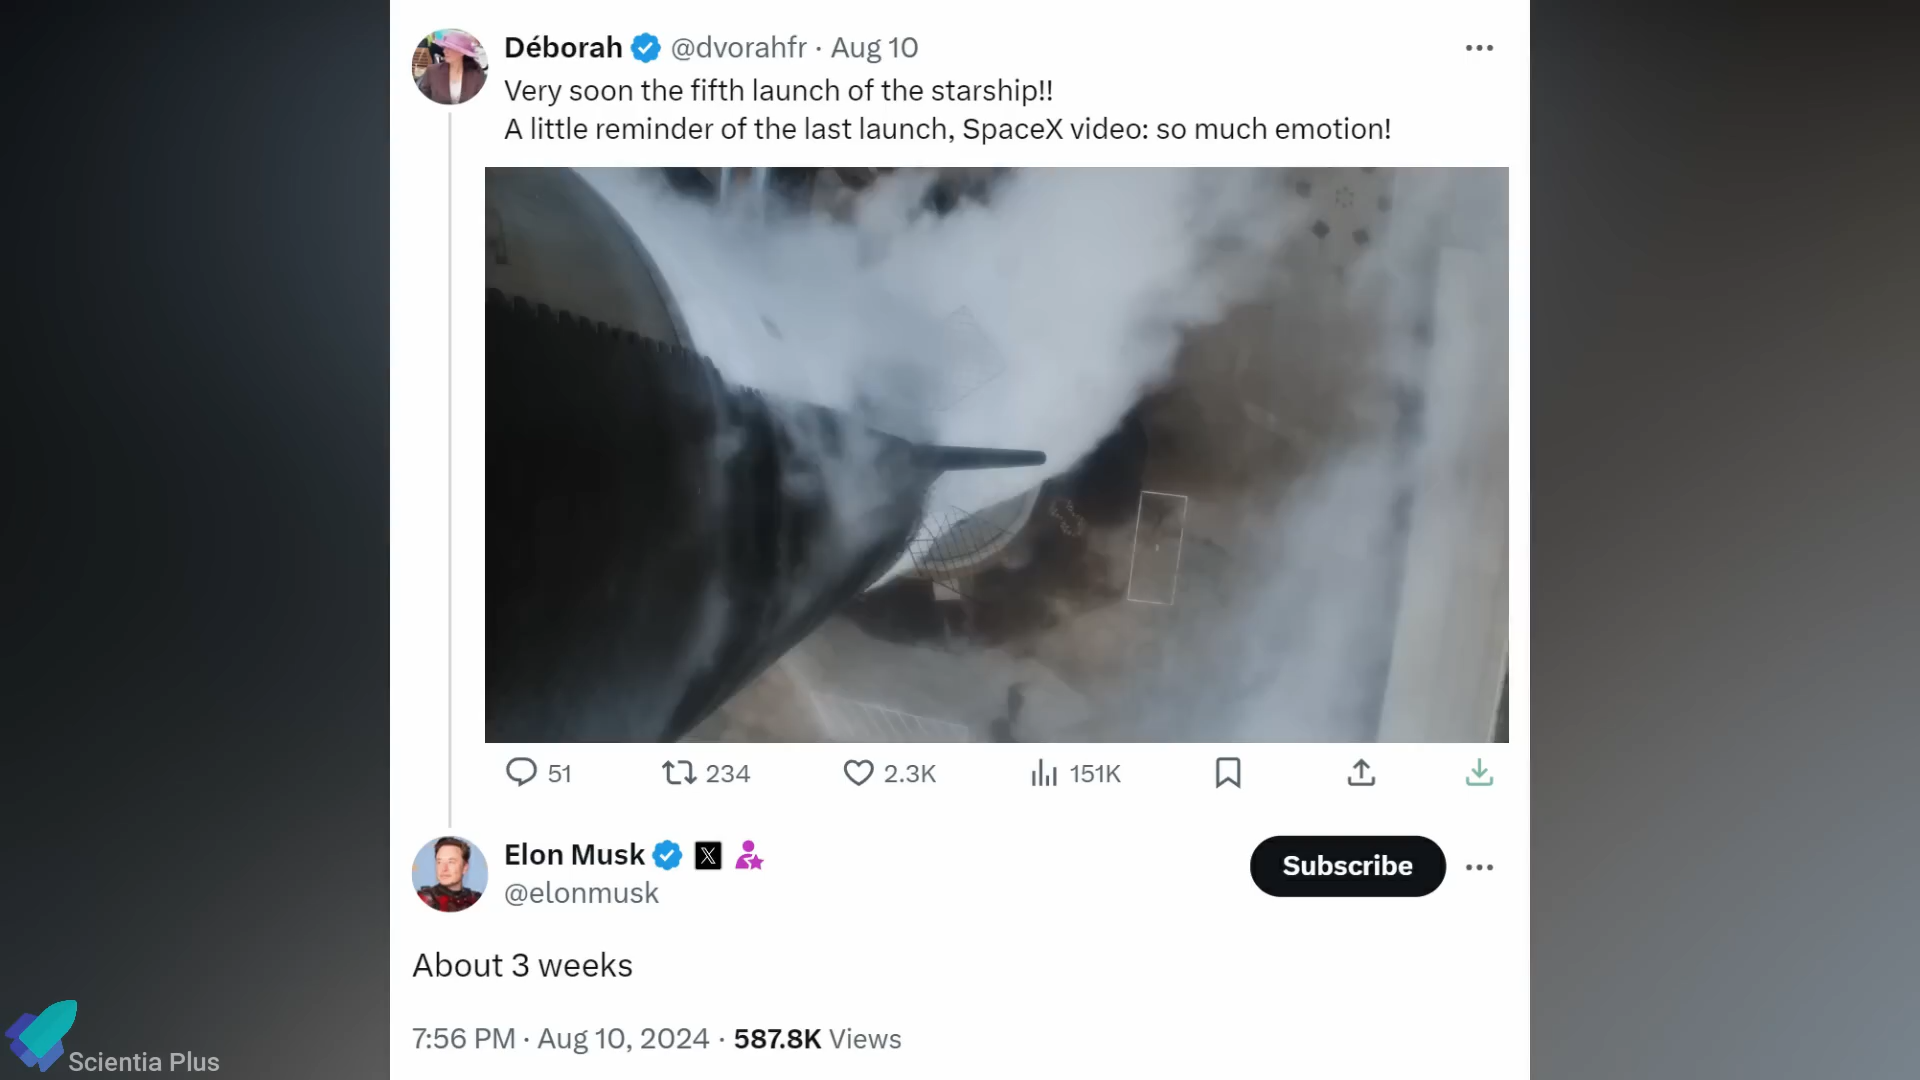 Déborah @dvorahfr · Aug 10
Very soon the fifth launch of the starship!!
A little reminder of the last launch, SpaceX video: so much emotion!
51 234 2.3K 151K
Elon Musk
@elonmusk
Subscribe
About 3 weeks
7:56 PM · Aug 10, 2024 · 587.8K Views
Scientia Plus